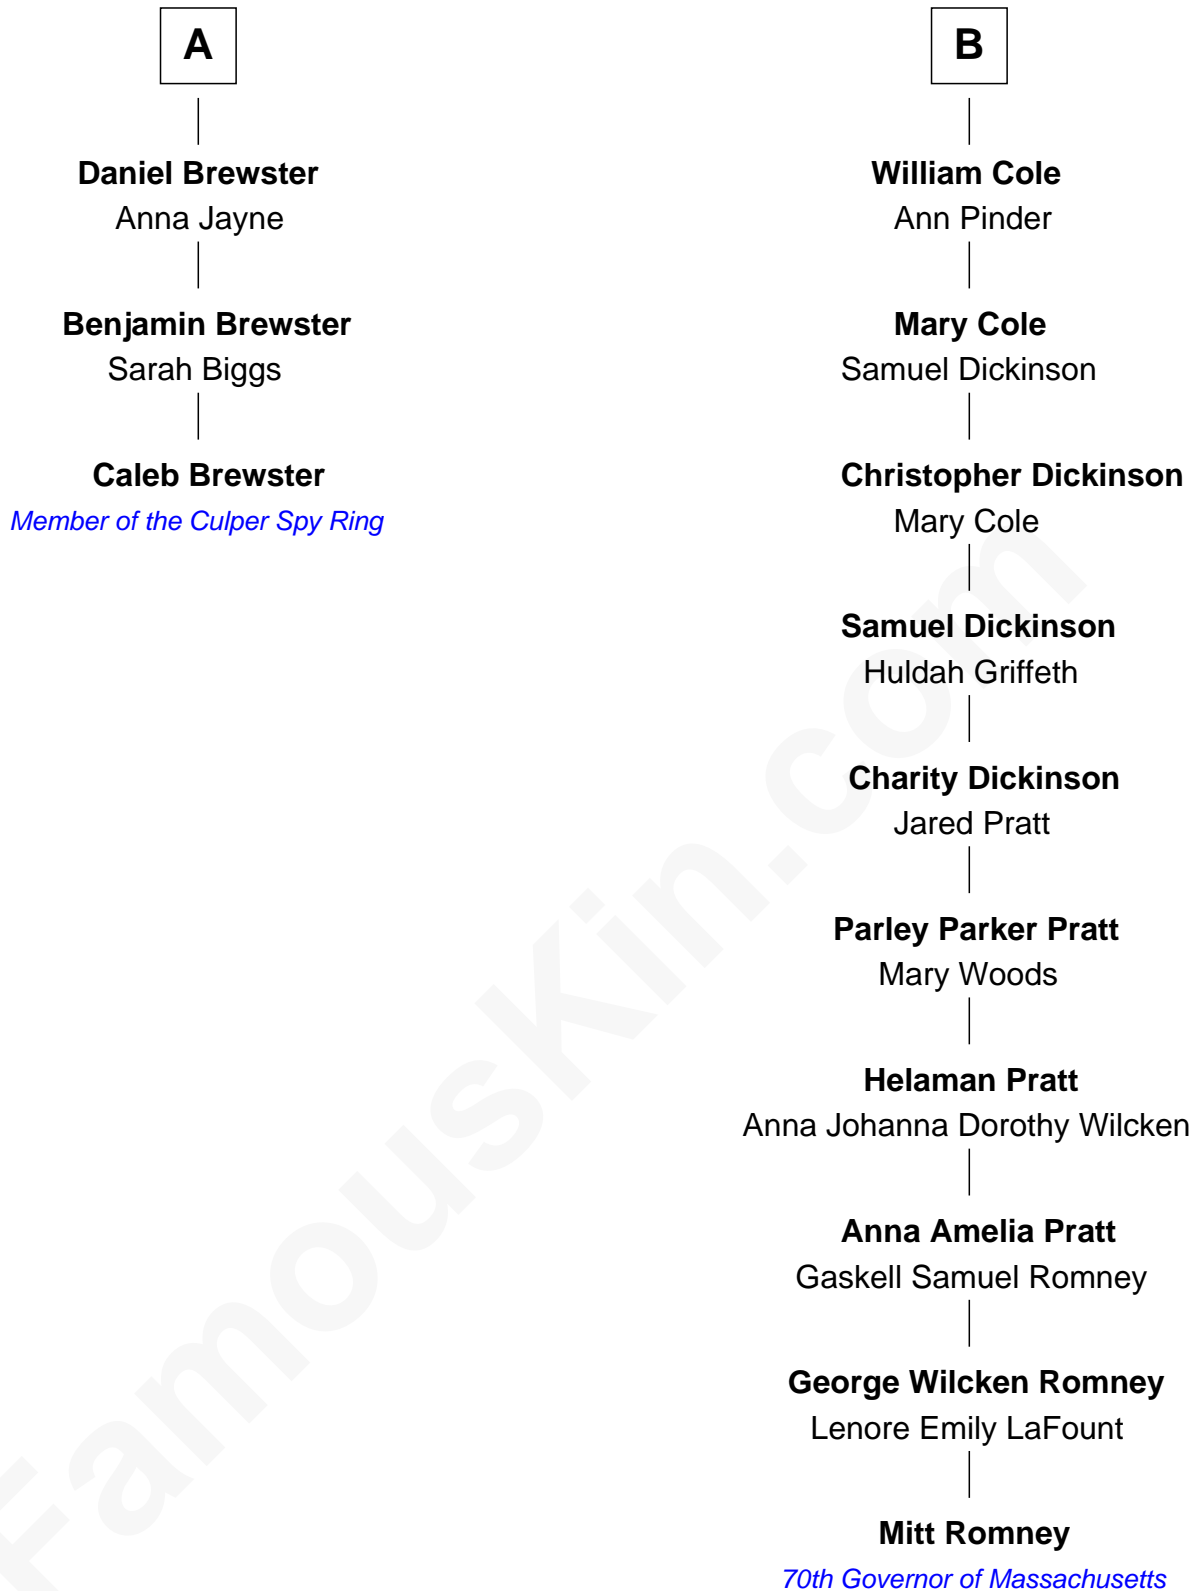 A
Daniel Brewster
Anna Jayne
Benjamin Brewster
Sarah Biggs
Caleb Brewster
Member of the Culper Spy Ring
B
William Cole
Ann Pinder
Mary Cole
Samuel Dickinson
Christopher Dickinson
Mary Cole
Samuel Dickinson
Huldah Griffeth
Charity Dickinson
Jared Pratt
Parley Parker Pratt
Mary Woods
Helaman Pratt
Anna Johanna Dorothy Wilcken
Anna Amelia Pratt
Gaskell Samuel Romney
George Wilcken Romney
Lenore Emily LaFount
Mitt Romney
70th Governor of Massachusetts
FamousKin.com